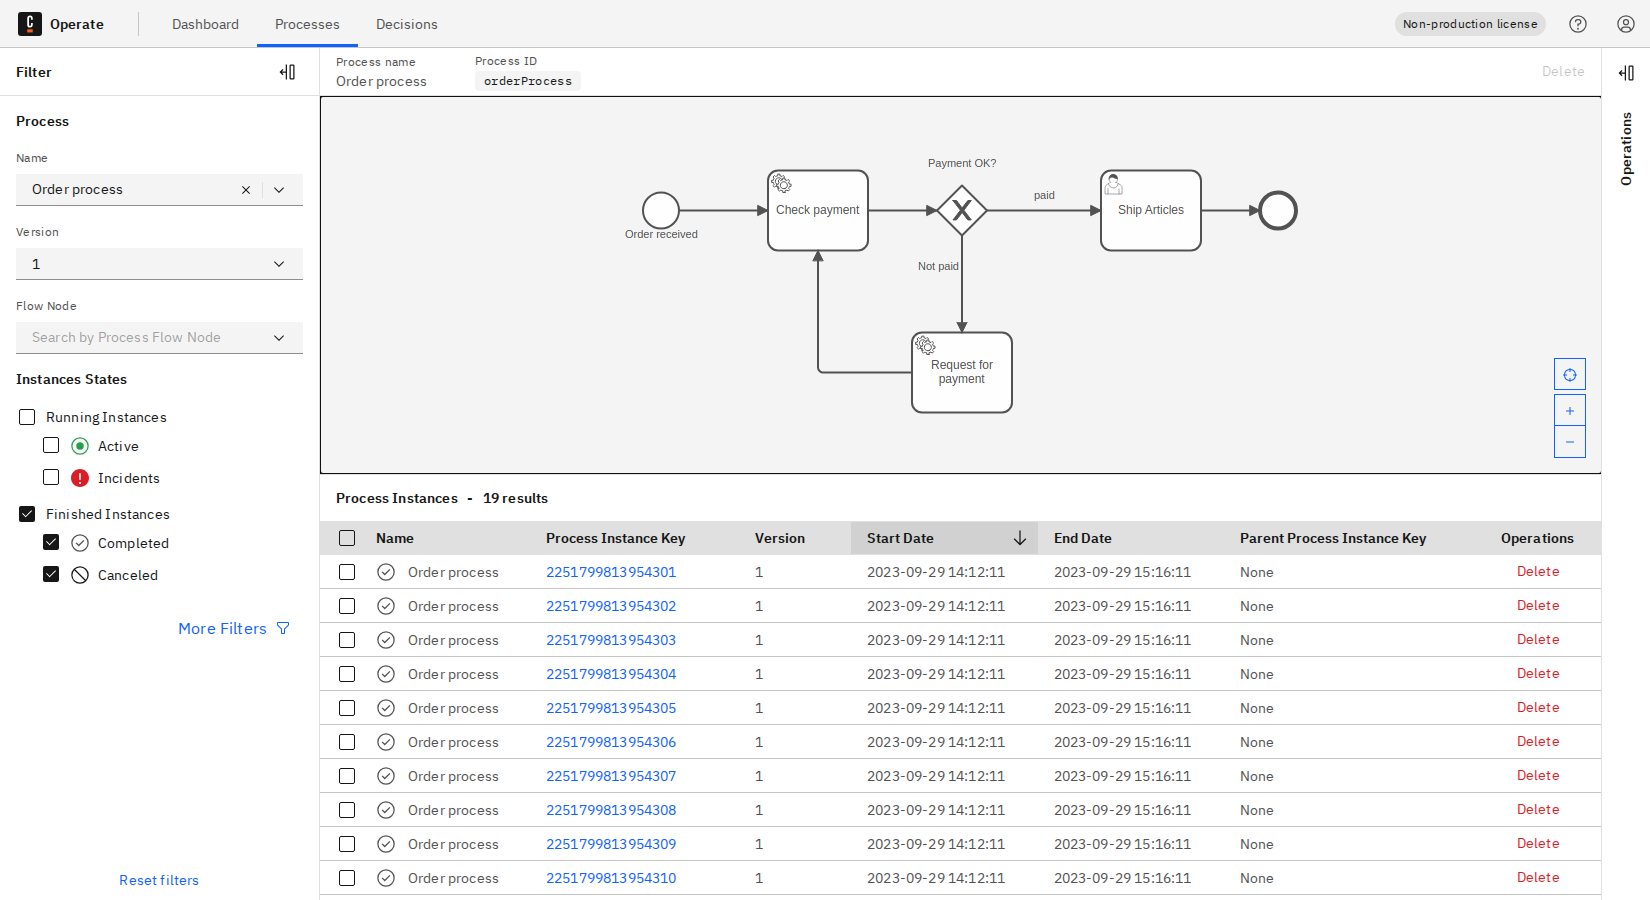 Operate
Dashboard
Processes
Decisions
Non-production license
Filter
Process
Name
Order process
Version
1
Flow Node
Search by Process Flow Node
Instances States
Running Instances
Active
Incidents
Finished Instances
Completed
Canceled
More Filters
Reset filters
Process name
Order process
Process ID
orderProcess
Delete
Order received
Check payment
Payment OK?
paid
Not paid
Ship Articles
Request for
payment
Operations
Process Instances - 19 results
Name Process Instance Key Version Start Date End Date Parent Process Instance Key Operations
Order process 2251799813954301 1 2023-09-29 14:12:11 2023-09-29 15:16:11 None Delete
Order process 2251799813954302 1 2023-09-29 14:12:11 2023-09-29 15:16:11 None Delete
Order process 2251799813954303 1 2023-09-29 14:12:11 2023-09-29 15:16:11 None Delete
Order process 2251799813954304 1 2023-09-29 14:12:11 2023-09-29 15:16:11 None Delete
Order process 2251799813954305 1 2023-09-29 14:12:11 2023-09-29 15:16:11 None Delete
Order process 2251799813954306 1 2023-09-29 14:12:11 2023-09-29 15:16:11 None Delete
Order process 2251799813954307 1 2023-09-29 14:12:11 2023-09-29 15:16:11 None Delete
Order process 2251799813954308 1 2023-09-29 14:12:11 2023-09-29 15:16:11 None Delete
Order process 2251799813954309 1 2023-09-29 14:12:11 2023-09-29 15:16:11 None Delete
Order process 2251799813954310 1 2023-09-29 14:12:11 2023-09-29 15:16:11 None Delete